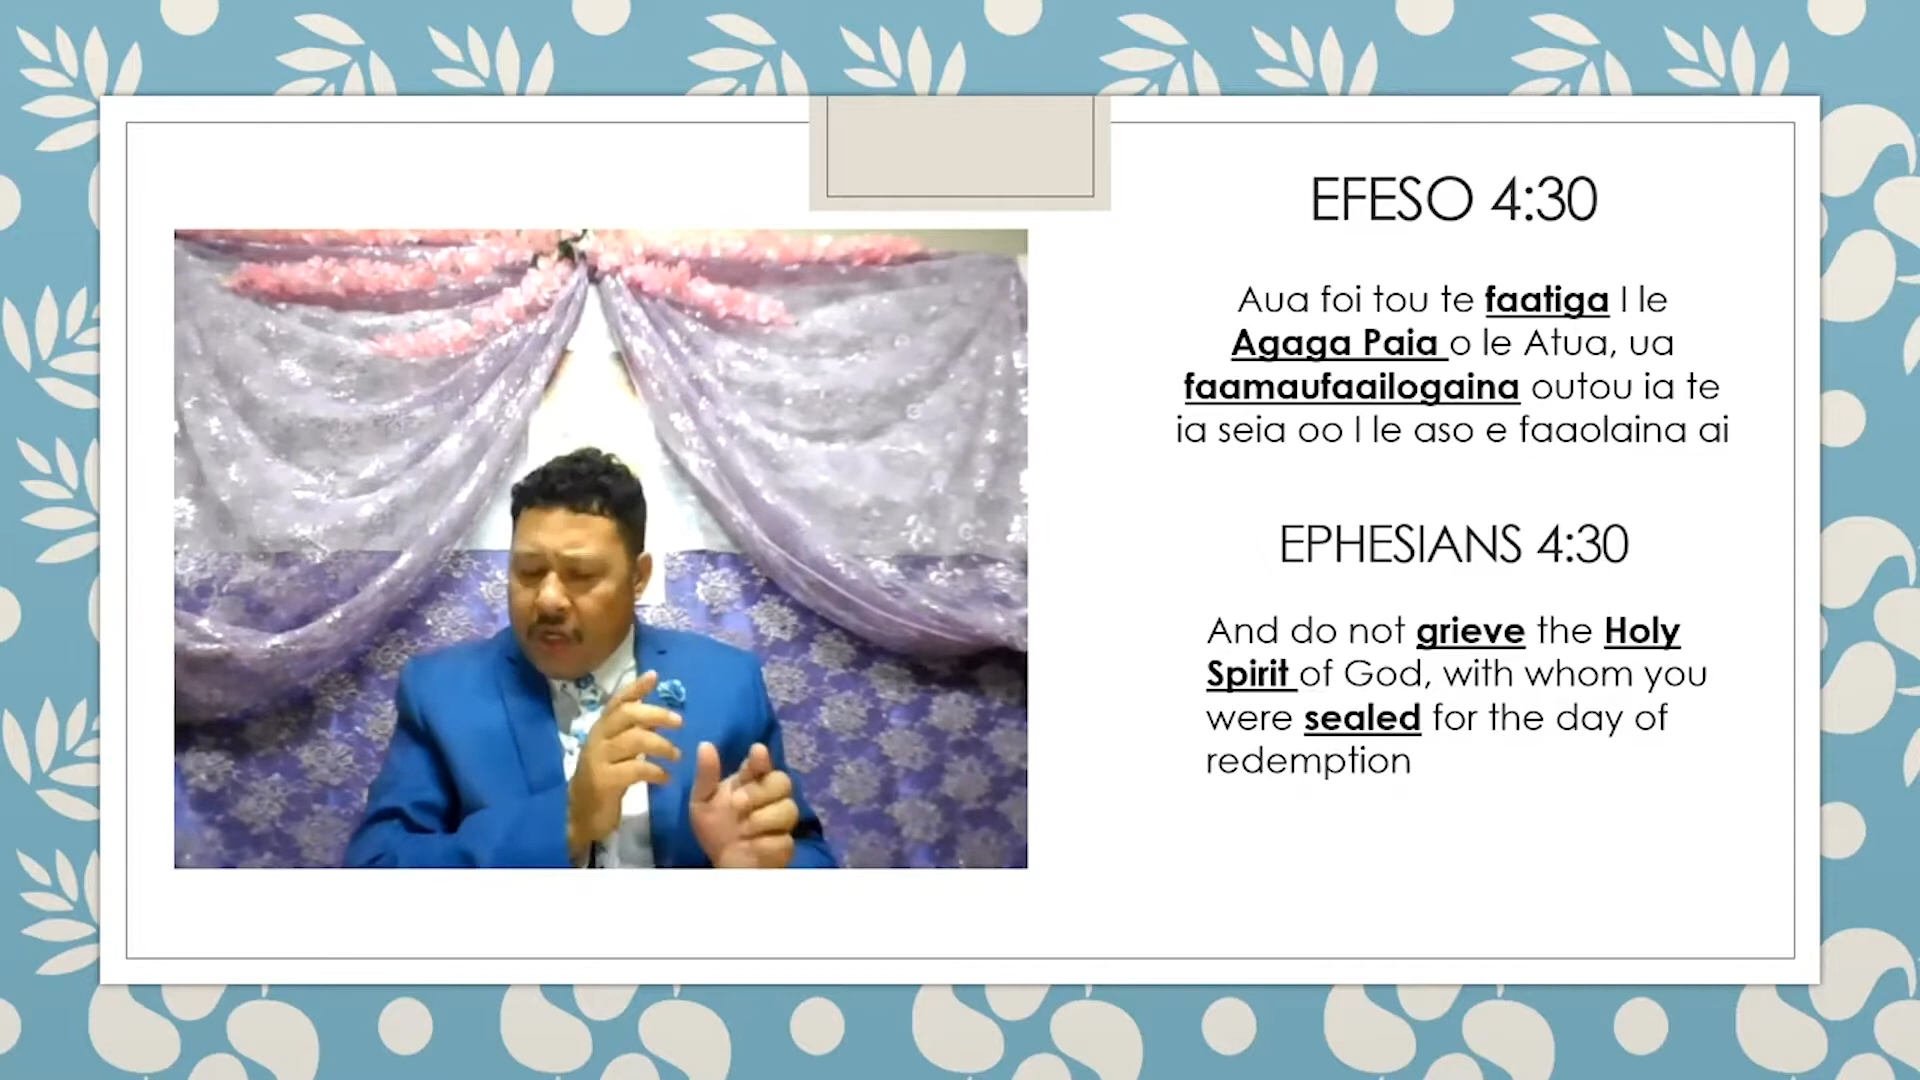 EFESO 4:30
Aua foi tou te faatiga I le
Agaga Paia o le Atua, ua
faamaufaailogaina outou ia te
ia seia oo I le aso e faaolaina ai
EPHESIANS 4:30
And do not grieve the Holy
Spirit of God, with whom you
were sealed for the day of
redemption